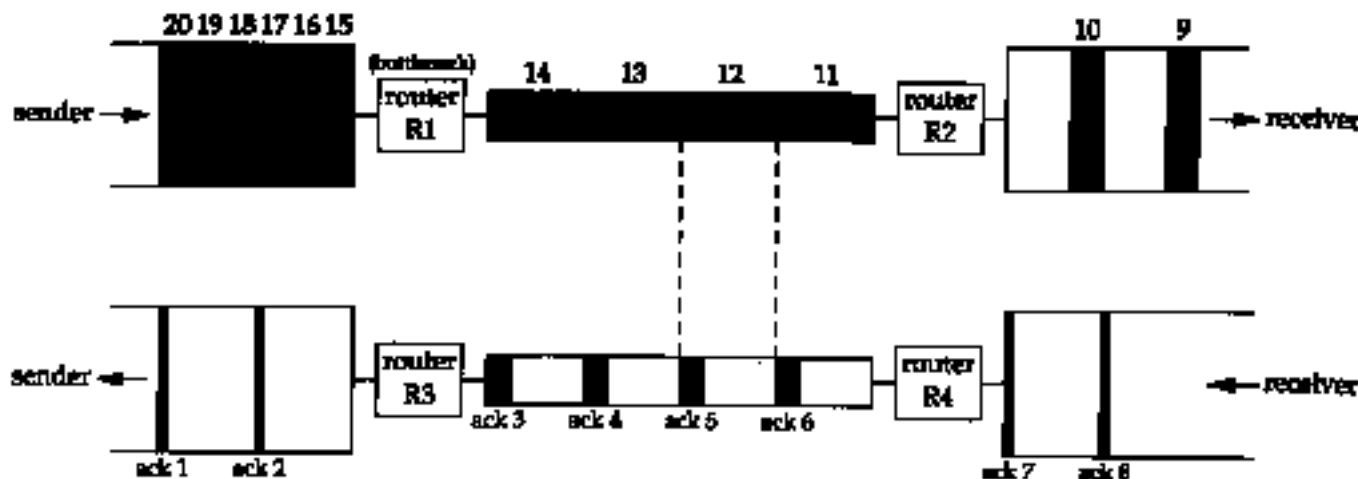 20 19 18 17 16 15
(bottleneck)
14 13 12 11
10 9
sender
router
R1
router
R2
receiver
sender
router
R3
router
R4
receiver
ack 3 ack 4 ack 5 ack 6
ack 1 ack 2
ack 7 ack 8